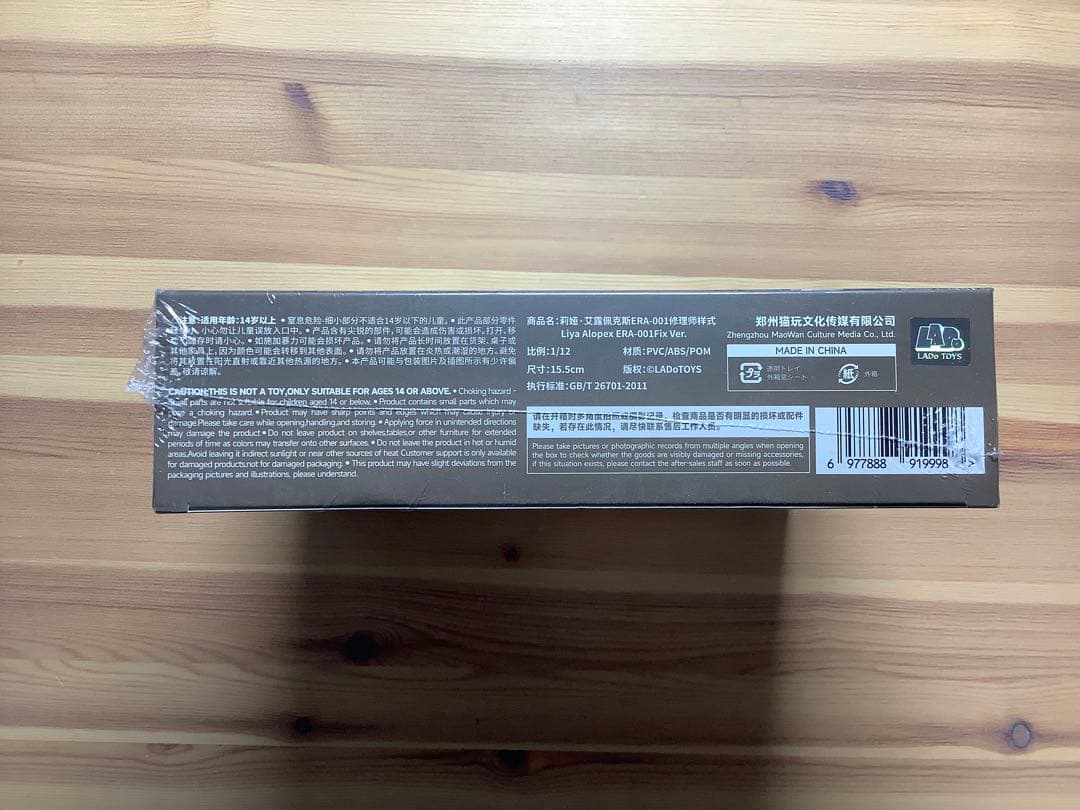 注意:适用年龄:14岁以上 • 窒息危险-细小部分不适合14岁以下的儿童。 • 此产品部分零件
小心勿让儿童误放入口中。 • 产品含有尖锐的部件,可能会造成伤害或损坏。打开、移
存时请小心。 • 如施加暴力可能会损坏产品。 • 请勿将产品长时间放置在货架、桌子或
其他家具上,因为颜色可能会转移到其他表面。 • 请勿将产品放置在炎热或潮湿的地方。避免
将其放置在阳光直射或靠近其他热源的地方。 • 本产品可能与包装图片及插图所示有少许偏
差,敬请谅解。
CAUTION:THIS IS NOT A TOY,ONLY SUITABLE FOR AGES 14 OR ABOVE. • Choking hazard -
small parts are not suitable for children aged 14 or below. • Product contains small parts which may
pose a choking hazard. • Product may have sharp points and edges which may cause injury or
damage.Please take care while opening,handling,and storing. • Applying force in unintended directions
may damage the product • Do not leave product on shelves,tables,or other furniture for extended
periods of time as colors may transfer onto other surfaces. • Do not leave the product in hot or humid
areas.Avoid leaving it indirect sunlight or near other sources of heat Customer support is only available
for damaged products,not for damaged packaging. • This product may have slight deviations from the
packaging pictures and illustrations, please understand.
商品名:莉娅·艾露佩克斯ERA-001修理师样式
Liya Alopex ERA-001Fix Ver.
比例:1/12 材质:PVC/ABS/POM
尺寸:15.5cm 版权:©LADoTOYS
执行标准:GB/T 26701-2011
请在开箱时多角度拍照或摄影记录,检查商品是否有明显的损坏或配件
缺失,若存在此情况,请尽快联系售后工作人员。
Please take pictures or photographic records from multiple angles when opening
the box to check whether the goods are visibly damaged or missing accessories,
if this situation exists, please contact the after-sales staff as soon as possible.
郑州猫玩文化传媒有限公司
Zhengzhou MaoWan Culture Media Co., Ltd.
MADE IN CHINA
プラ 透明トレイ
外箱窓シート
紙 外箱
LADo TOYS
6 977888 919998 >